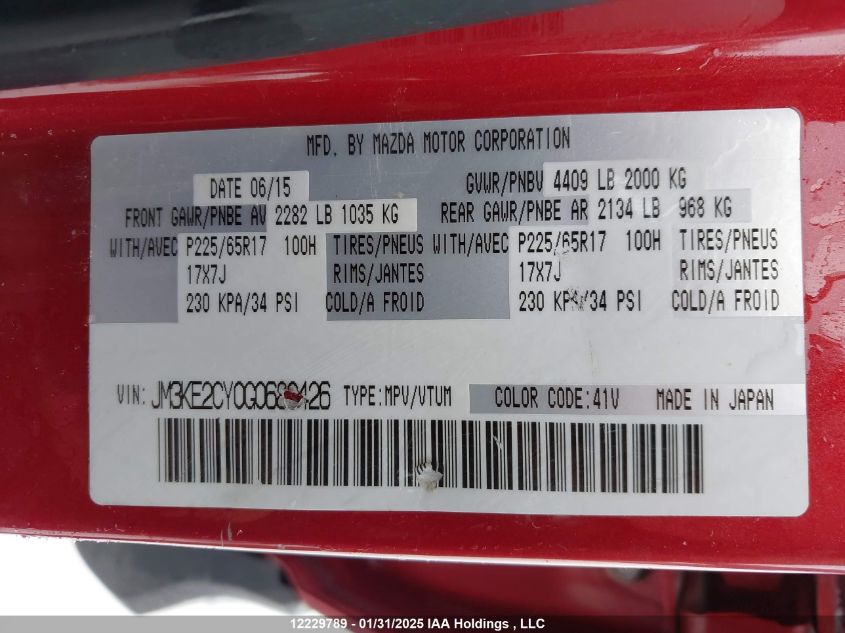 MFD. BY MAZDA MOTOR CORPORATION
DATE 06/15 GVWR/PNBV 4409 LB 2000 KG
FRONT GAWR/PNBE AV 2282 LB 1035 KG REAR GAWR/PNBE AR 2134 LB 968 KG
WITH/AVEC P225/65R17 100H TIRES/PNEUS WITH/AVEC P225/65R17 100H TIRES/PNEUS
17X7J RIMS/JANTES 17X7J RIMS/JANTES
230 KPA/34 PSI COLD/A FROID 230 KPA/34 PSI COLD/A FROID
VIN: JM3KE2CY0G0680426 TYPE:MPV/VTUM COLOR CODE:41V MADE IN JAPAN
12229789 - 01/31/2025 IAA Holdings , LLC